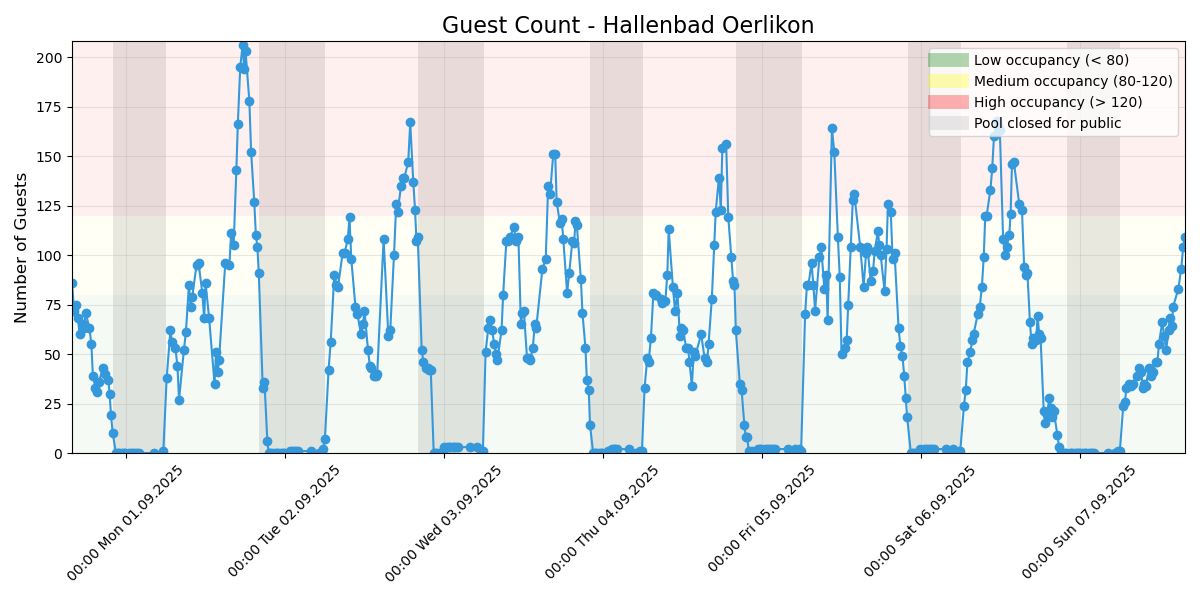 Guest Count - Hallenbad Oerlikon
Number of Guests
200
175
150
125
100
75
50
25
0
Low occupancy (< 80)
Medium occupancy (80-120)
High occupancy (> 120)
Pool closed for public
00:00 Mon 01.09.2025
00:00 Tue 02.09.2025
00:00 Wed 03.09.2025
00:00 Thu 04.09.2025
00:00 Fri 05.09.2025
00:00 Sat 06.09.2025
00:00 Sun 07.09.2025